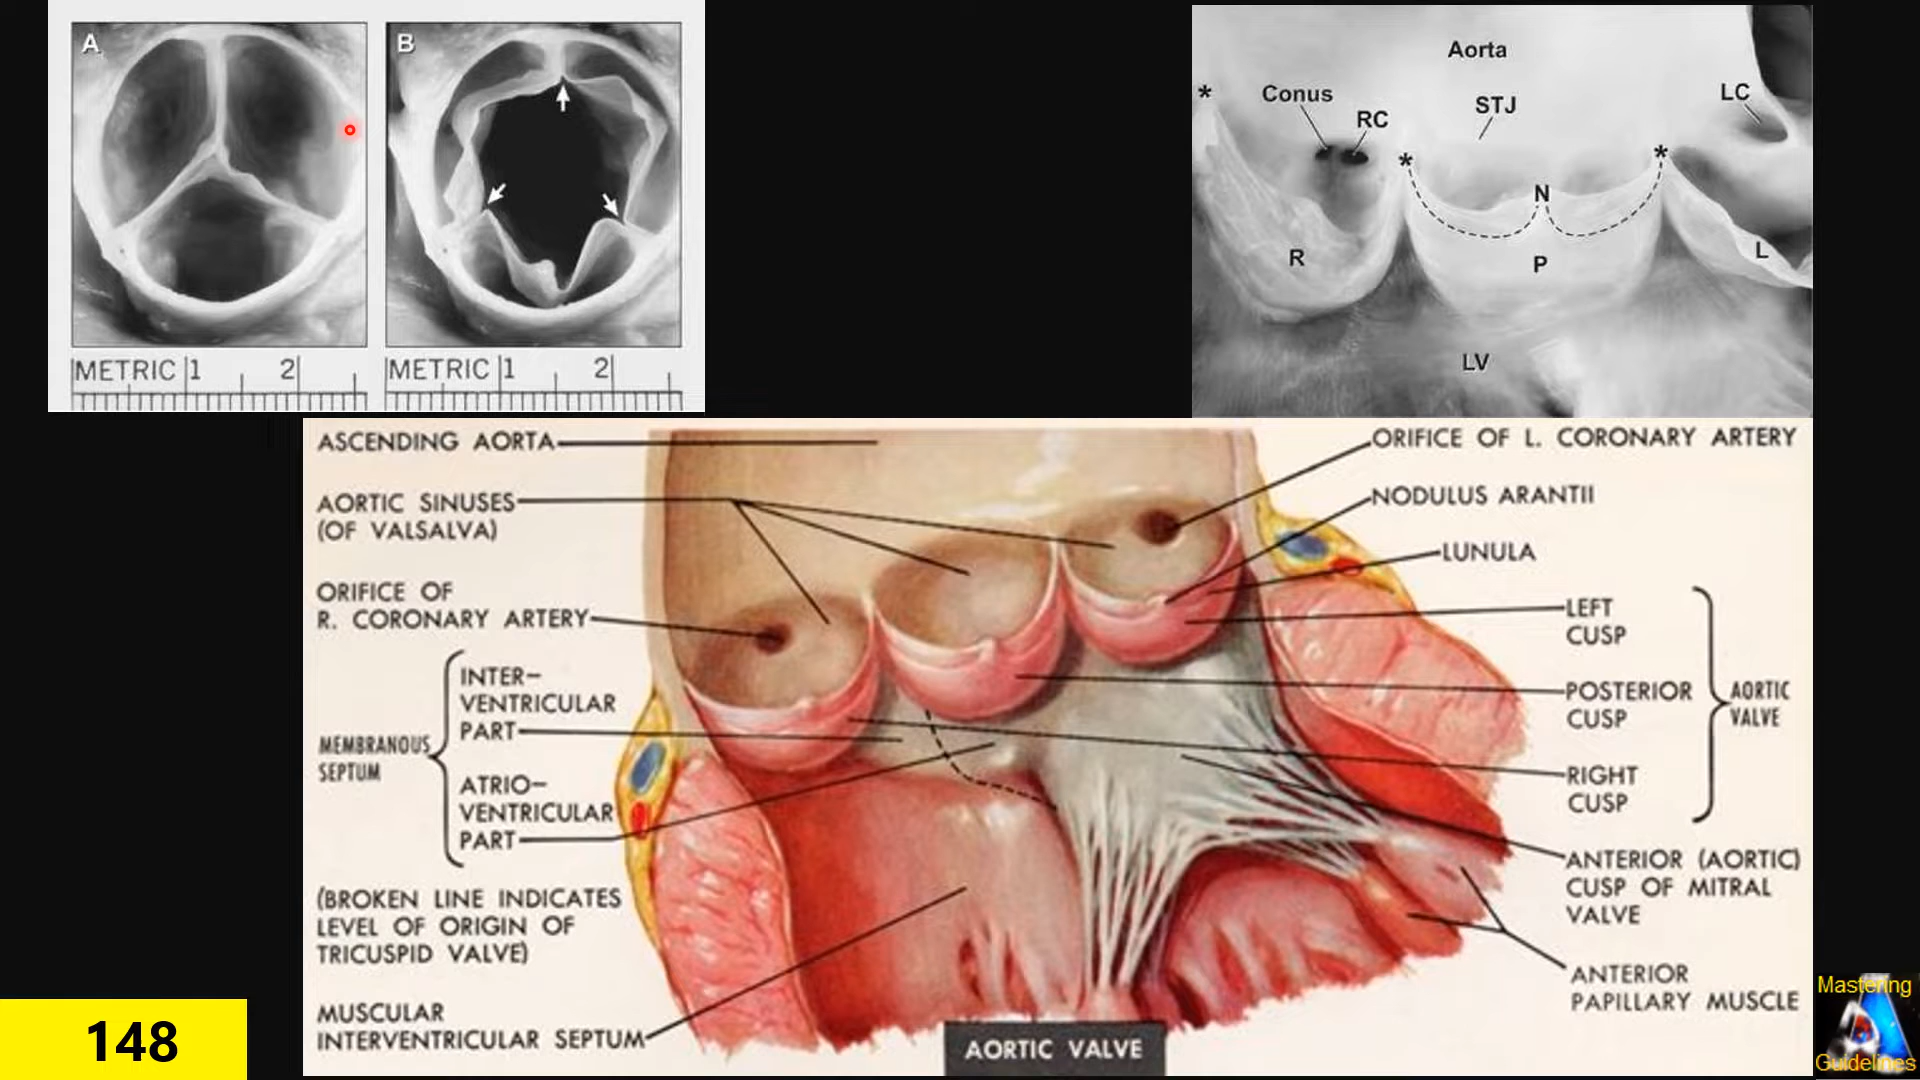 A
B
METRIC 1 2
METRIC 1 2
Aorta
*
Conus
RC
STJ
LC
*
*
N
R
P
L
LV
ASCENDING AORTA
AORTIC SINUSES
(OF VALSALVA)
ORIFICE OF
R. CORONARY ARTERY
MEMBRANOUS
SEPTUM
INTER-
VENTRICULAR
PART
ATRIO-
VENTRICULAR
PART
(BROKEN LINE INDICATES
LEVEL OF ORIGIN OF
TRICUSPID VALVE)
MUSCULAR
INTERVENTRICULAR SEPTUM
ORIFICE OF L. CORONARY ARTERY
NODULUS ARANTII
LUNULA
LEFT
CUSP
POSTERIOR
CUSP
RIGHT
CUSP
AORTIC
VALVE
ANTERIOR (AORTIC)
CUSP OF MITRAL
VALVE
ANTERIOR
PAPILLARY MUSCLE
AORTIC VALVE
148
Mastering
Guidelines